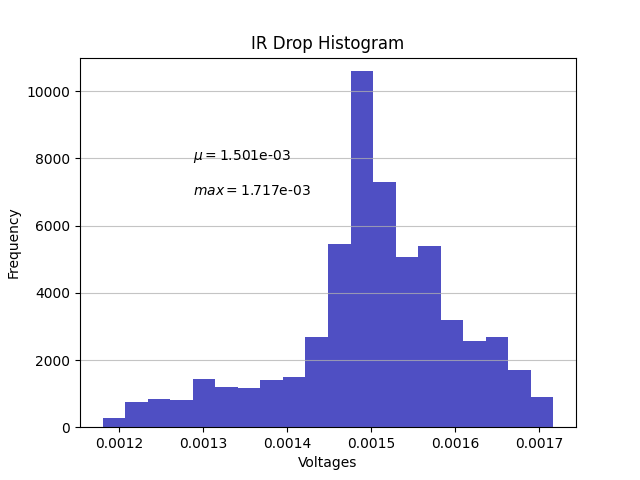 IR Drop Histogram
10000
8000
6000
4000
2000
0
Frequency
μ = 1.501e-03
max = 1.717e-03
0.0012 0.0013 0.0014 0.0015 0.0016 0.0017
Voltages